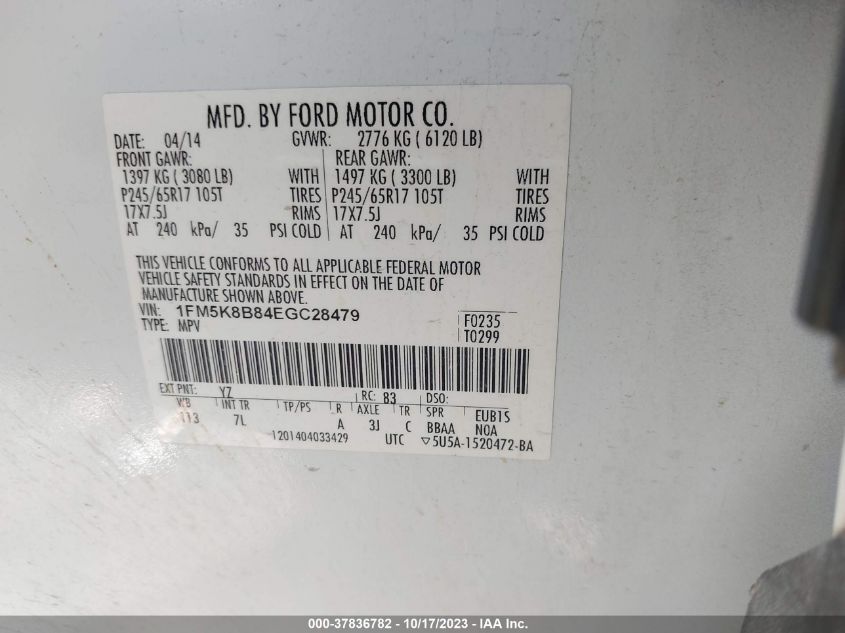 MFD. BY FORD MOTOR CO.
DATE: 04/14 GVWR: 2776 KG ( 6120 LB)
FRONT GAWR: REAR GAWR:
1397 KG ( 3080 LB) WITH 1497 KG ( 3300 LB) WITH
P245/65R17 105T TIRES P245/65R17 105T TIRES
17X7.5J RIMS 17X7.5J RIMS
AT 240 kPa/ 35 PSI COLD AT 240 kPa/ 35 PSI COLD
THIS VEHICLE CONFORMS TO ALL APPLICABLE FEDERAL MOTOR
VEHICLE SAFETY STANDARDS IN EFFECT ON THE DATE OF
MANUFACTURE SHOWN ABOVE.
VIN: 1FM5K8B84EGC28479 F0235
TYPE: MPV T0299
EXT PNT: YZ RC: 83 DSO:
WB INT TR TP/PS R AXLE TR SPR EUB1S
113 7L A 3J C BBAA NOA
1201404033429 UTC ▽5U5A-1520472-BA
000-37836782 - 10/17/2023 - IAA Inc.